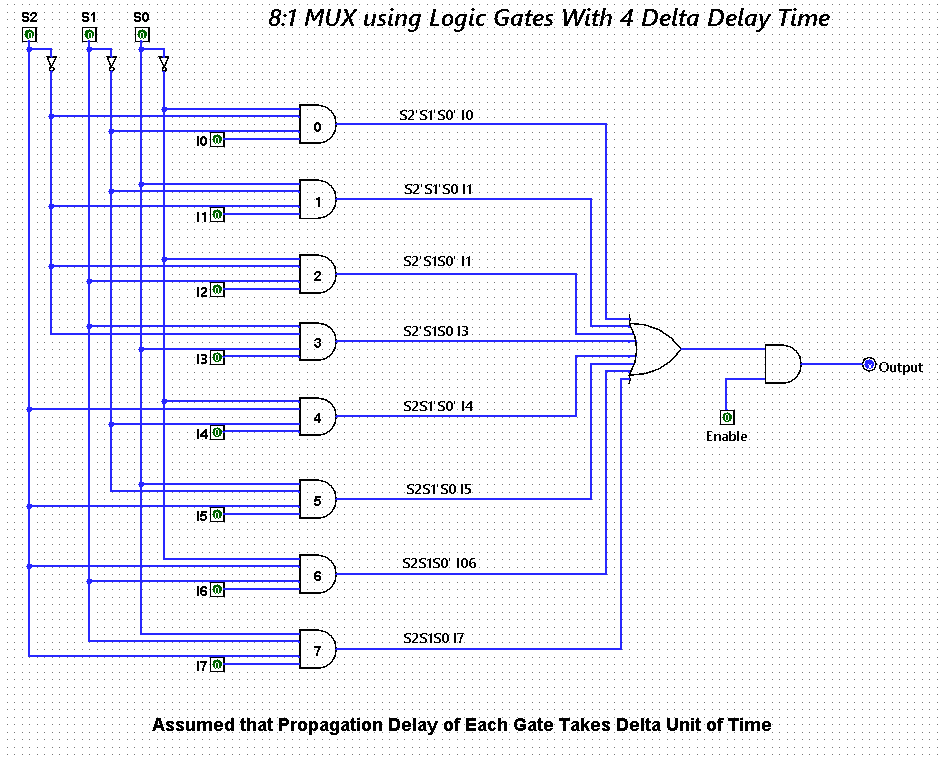 8:1 MUX using Logic Gates With 4 Delta Delay Time
S2 S1 S0
0 0 0
S2'S1'S0' I0
0
I0 0
S2'S1'S0 I1
1
I1 0
S2'S1S0' I1
2
I2 0
S2'S1S0 I3
3
I3 0
Output
S2S1'S0' I4
4
I4 0
0
Enable
S2S1'S0 I5
5
I5 0
S2S1S0' I06
6
I6 0
S2S1S0 I7
7
I7 0
Assumed that Propagation Delay of Each Gate Takes Delta Unit of Time